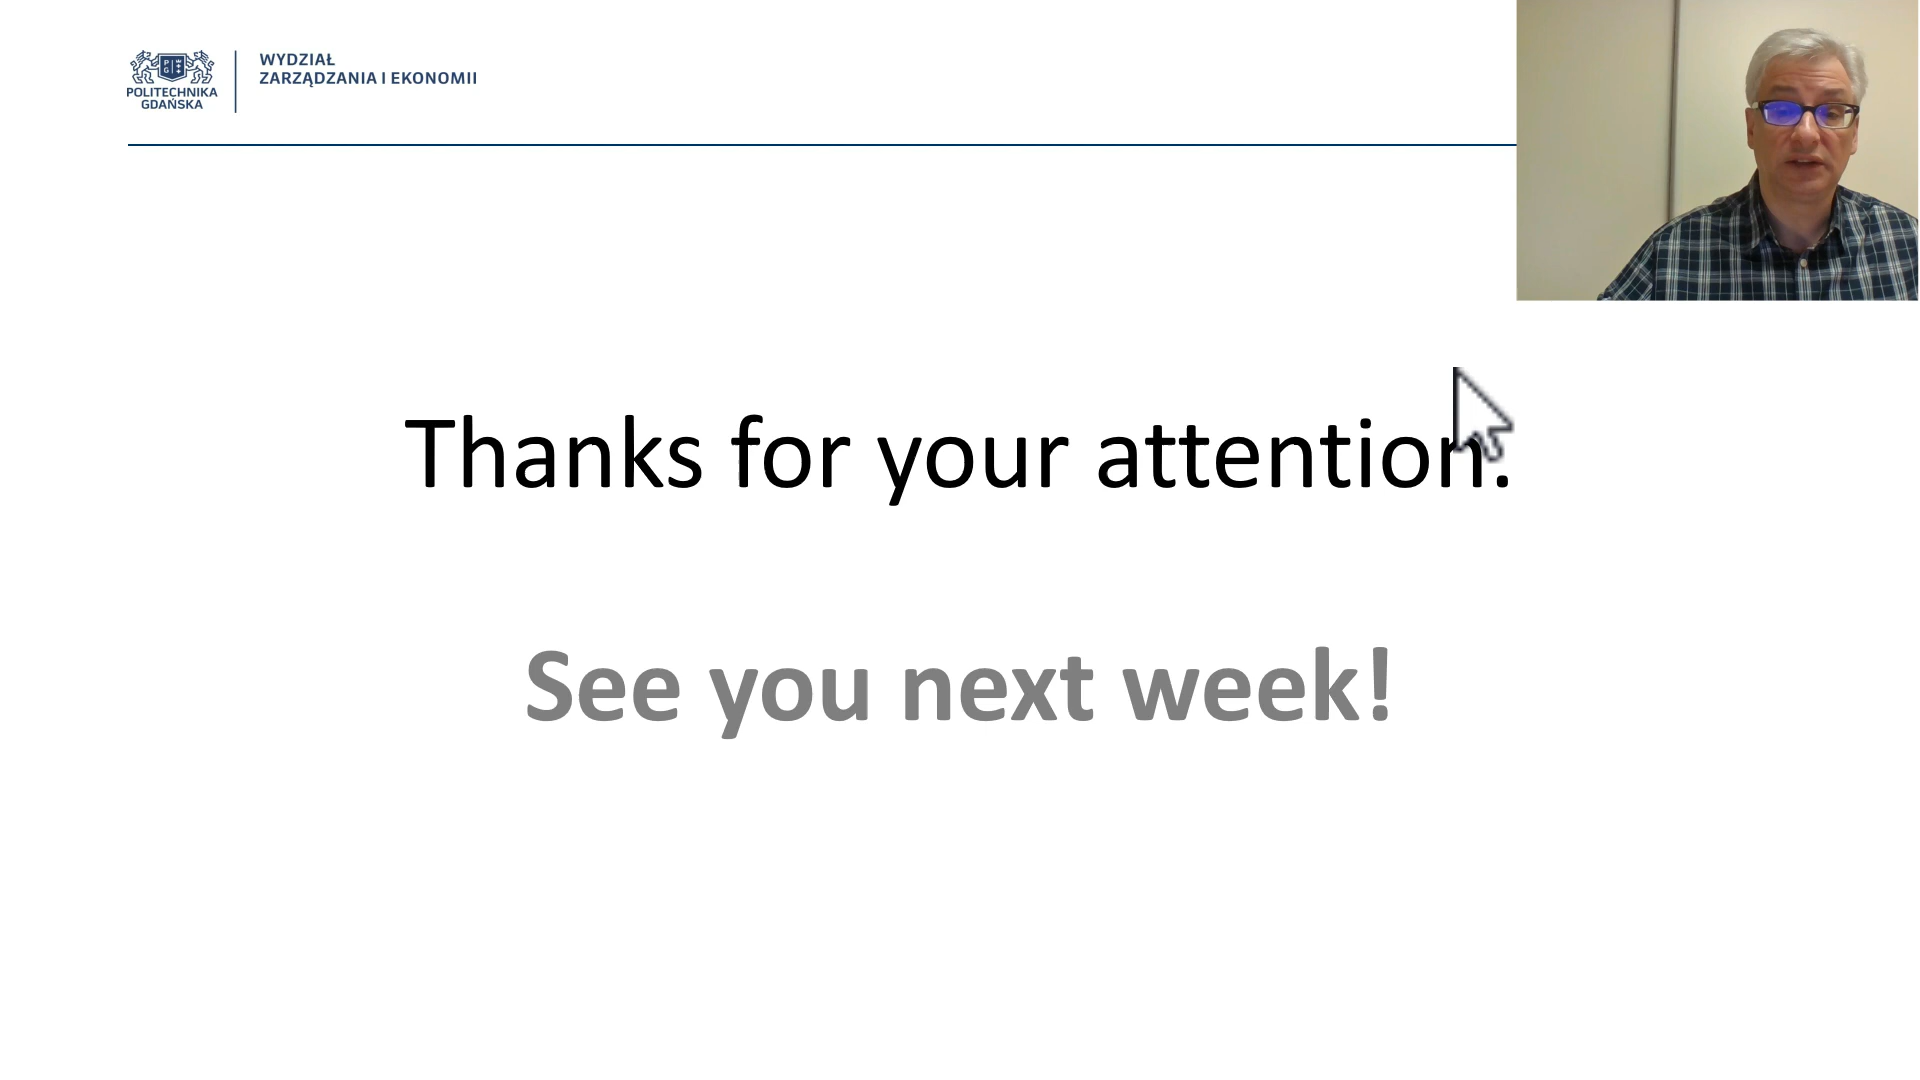 WYDZIAŁ
ZARZĄDZANIA I EKONOMII
POLITECHNIKA
GDAŃSKA
Thanks for your attention.
See you next week!